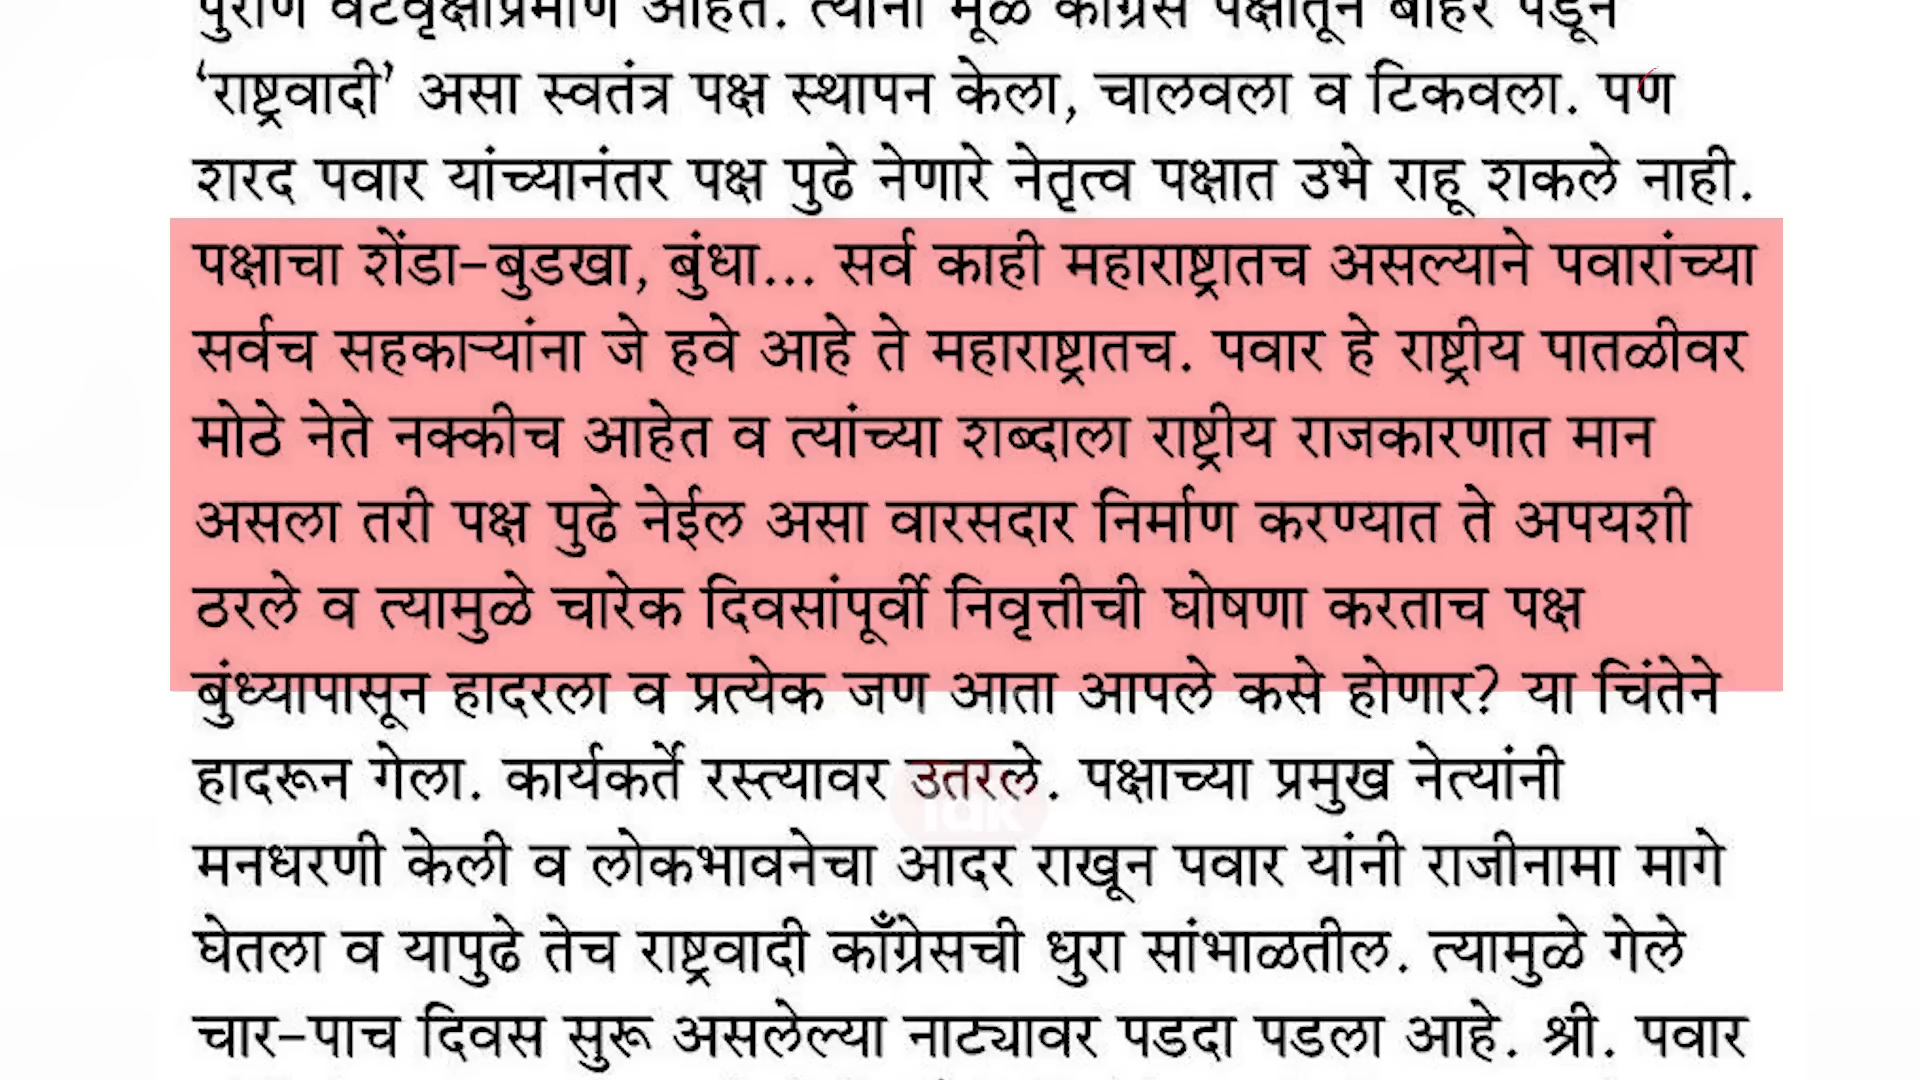 पुराण वटवृक्षाप्रमाणे आहेत. त्यांनी मूळ काँग्रेस पक्षातून बाहेर पडून
‘राष्ट्रवादी’ असा स्वतंत्र पक्ष स्थापन केला, चालवला व टिकवला. पण
शरद पवार यांच्यानंतर पक्ष पुढे नेणारे नेतृत्व पक्षात उभे राहू शकले नाही.
पक्षाचा शेंडा-बुडखा, बुंधा... सर्व काही महाराष्ट्रातच असल्याने पवारांच्या
सर्वच सहकाऱ्यांना जे हवे आहे ते महाराष्ट्रातच. पवार हे राष्ट्रीय पातळीवर
मोठे नेते नक्कीच आहेत व त्यांच्या शब्दाला राष्ट्रीय राजकारणात मान
असला तरी पक्ष पुढे नेईल असा वारसदार निर्माण करण्यात ते अपयशी
ठरले व त्यामुळे चारेक दिवसांपूर्वी निवृत्तीची घोषणा करताच पक्ष
बुंध्यापासून हादरला व प्रत्येक जण आता आपले कसे होणार? या चिंतेने
हादरून गेला. कार्यकर्ते रस्त्यावर उतरले. पक्षाच्या प्रमुख नेत्यांनी
मनधरणी केली व लोकभावनेचा आदर राखून पवार यांनी राजीनामा मागे
घेतला व यापुढे तेच राष्ट्रवादी काँग्रेसची धुरा सांभाळतील. त्यामुळे गेले
चार-पाच दिवस सुरू असलेल्या नाट्यावर पडदा पडला आहे. श्री. पवार